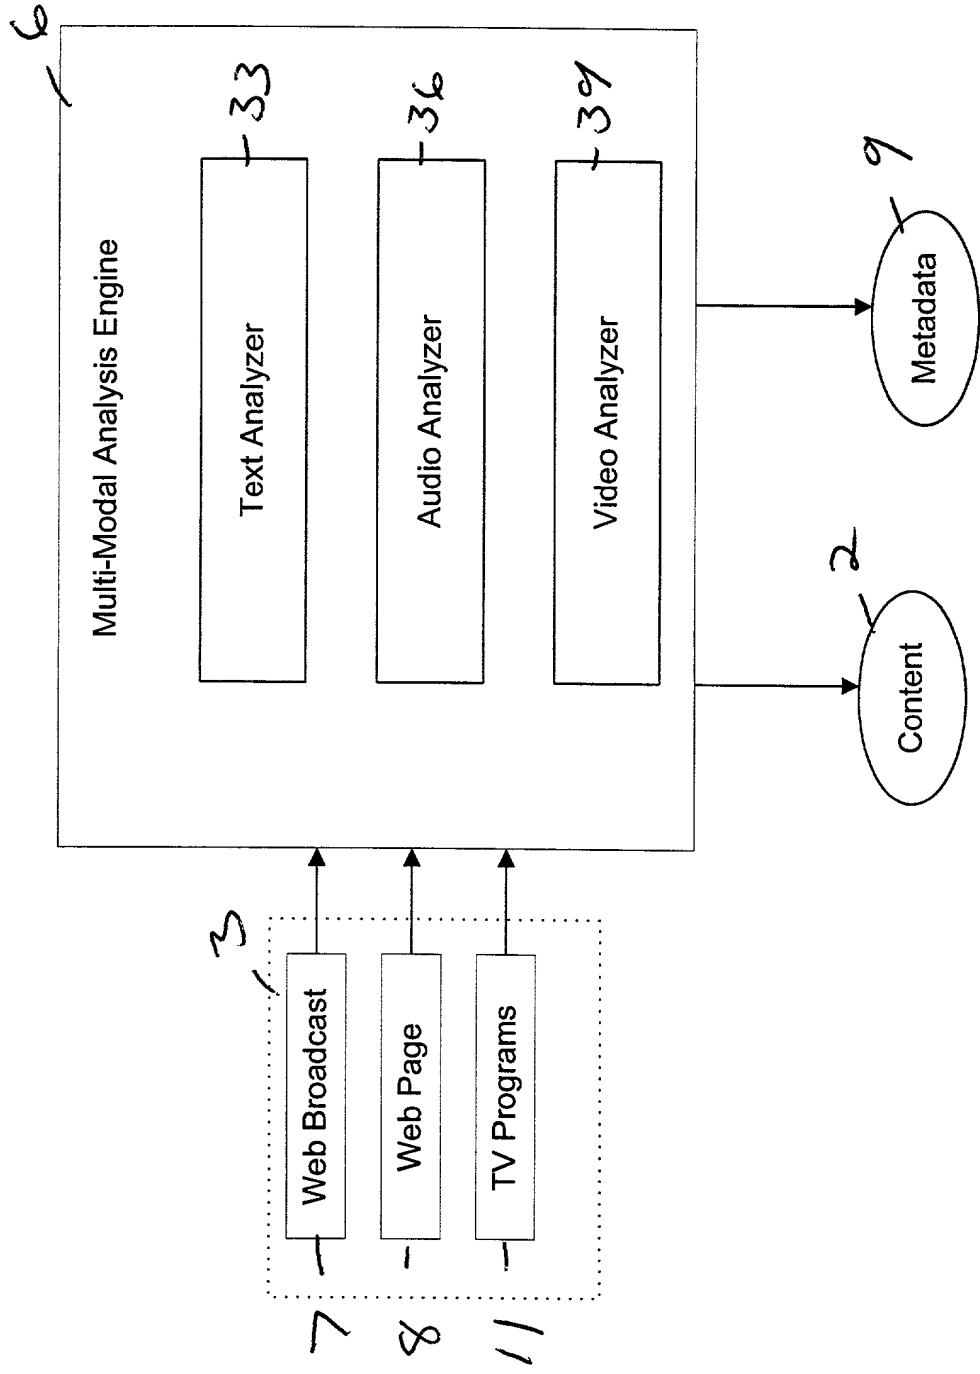 6
Multi-Modal Analysis Engine
3
7
Web Broadcast
8
Web Page
11
TV Programs
Text Analyzer
33
Audio Analyzer
36
Video Analyzer
39
Content
2
Metadata
9